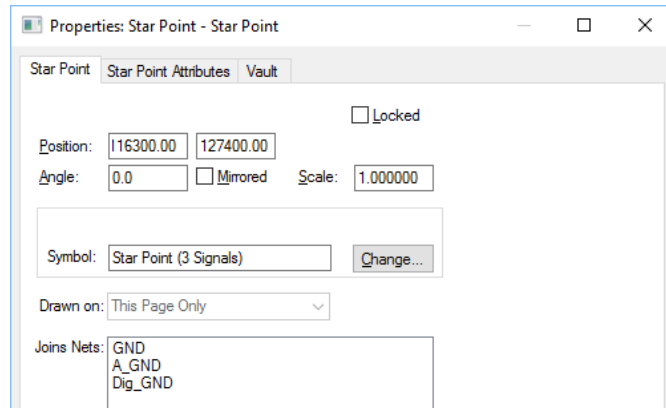 Properties: Star Point - Star Point
Star Point Star Point Attributes Vault
Locked
Position: 116300.00 127400.00
Angle: 0.0 Mirrored Scale: 1.000000
Symbol: Star Point (3 Signals) Change...
Drawn on: This Page Only
Joins Nets: GND
A_GND
Dig_GND